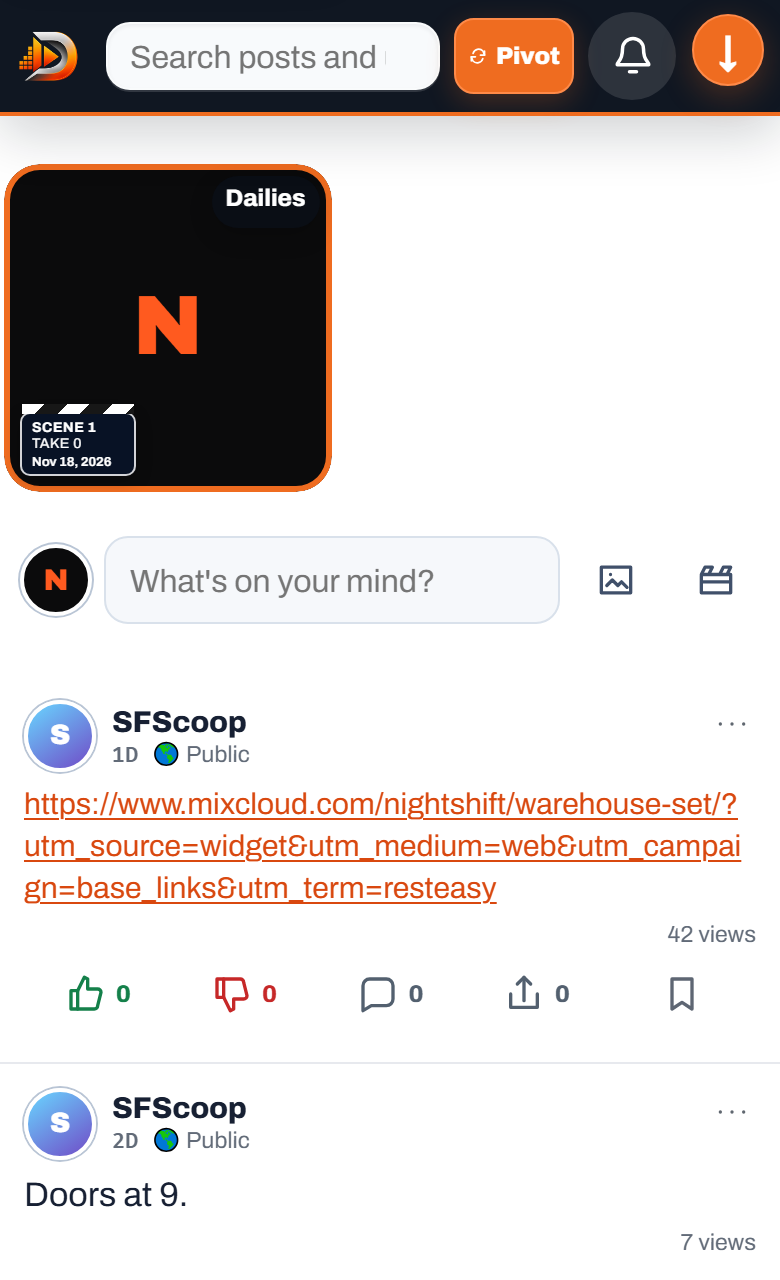 Search posts and
Pivot
Dailies
N
SCENE 1
TAKE 0
Nov 18, 2026
N
What's on your mind?
S
SFScoop
...
1D Public
https://www.mixcloud.com/nightshift/warehouse-set/?
utm_source=widget&utm_medium=web&utm_campai
gn=base_links&utm_term=resteasy
42 views
0 0 0 0
S
SFScoop
...
2D Public
Doors at 9.
7 views